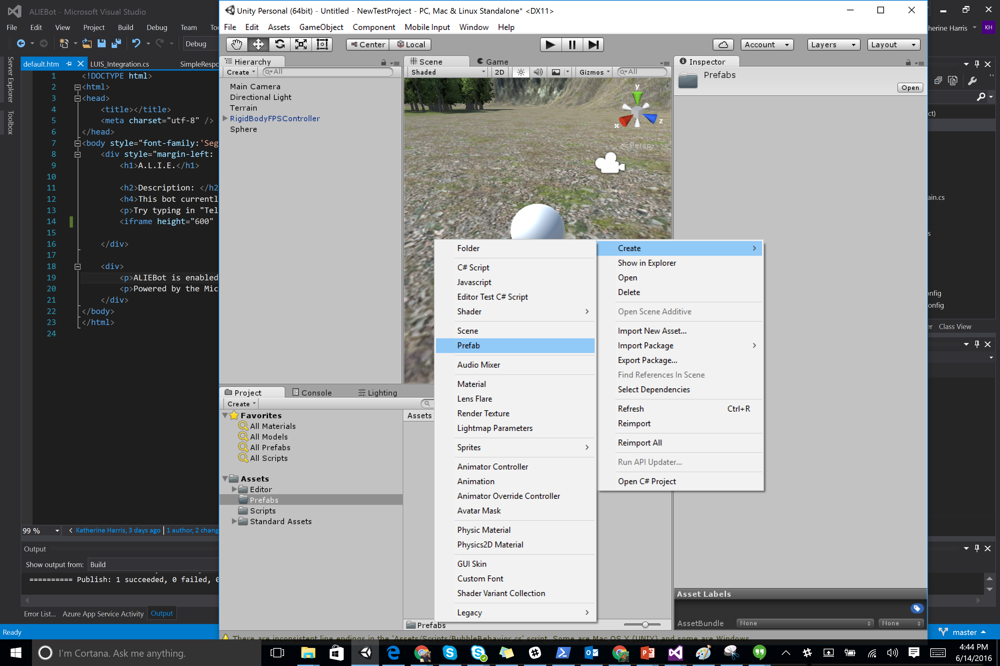 ALIEBot - Microsoft Visual Studio
File Edit View Project Build Debug Team
Debug
Server Explorer
Toolbox
default.htm LUIS_Integration.cs
1 <!DOCTYPE html>
2 <html>
3 <head>
4 <title></title>
5 <meta charset="utf-8" />
6 </head>
7 <body style="font-family:'Seg
8 <div style="margin-left:
9 <h1>A.L.I.E.</h1>
10
11 <h2>Description: </h2
12 <h4>This bot currentl
13 <p>Try typing in "Tel
14 <iframe height="600"
15
16 </div>
17
18 <div>
19 <p>ALIEBot is enabled
20 <p>Powered by the Mic
21 </div>
22 </body>
23 </html>
24
99 % Katherine Harris, 3 days ago | 1 author, 2 chang
Output
Show output from: Build
========== Publish: 1 succeeded, 0 failed, 0
Error List... Azure App Service Activity Output
Ready
Unity Personal (64bit) - Untitled - NewTestProject - PC, Mac & Linux Standalone* <DX11>
File Edit Assets GameObject Component Mobile Input Window Help
Center Local Account Layers Layout
Hierarchy
Create All
Main Camera
Directional Light
Terrain
RigidBodyFPSController
Sphere
Scene Game
Shaded 2D Gizmos All
y
x
z
Persp
Inspector
Prefabs
Open
Folder
C# Script
Javascript
Editor Test C# Script
Shader
Scene
Prefab
Audio Mixer
Material
Lens Flare
Render Texture
Lightmap Parameters
Sprites
Animator Controller
Animation
Animator Override Controller
Avatar Mask
Physic Material
Physics2D Material
GUI Skin
Custom Font
Shader Variant Collection
Legacy
Create
Show in Explorer
Open
Delete
Open Scene Additive
Import New Asset...
Import Package
Export Package...
Find References In Scene
Select Dependencies
Refresh Ctrl+R
Reimport
Reimport All
Run API Updater...
Open C# Project
Project Console Lighting
Create
Favorites
All Materials
All Models
All Prefabs
All Scripts
Assets
Editor
Prefabs
Scripts
Standard Assets
Assets
Prefabs
Asset Labels
AssetBundle None None
There are inconsistent line endings in the 'Assets/Scripts/BubbleBehavior.cs' script. Some are Mac OS X (UNIX) and some are Windows.
herine Harris KH
ct)
ain.cs
s
nfig
onfig
er Class View
master
I'm Cortana. Ask me anything.
4:44 PM
6/14/2016